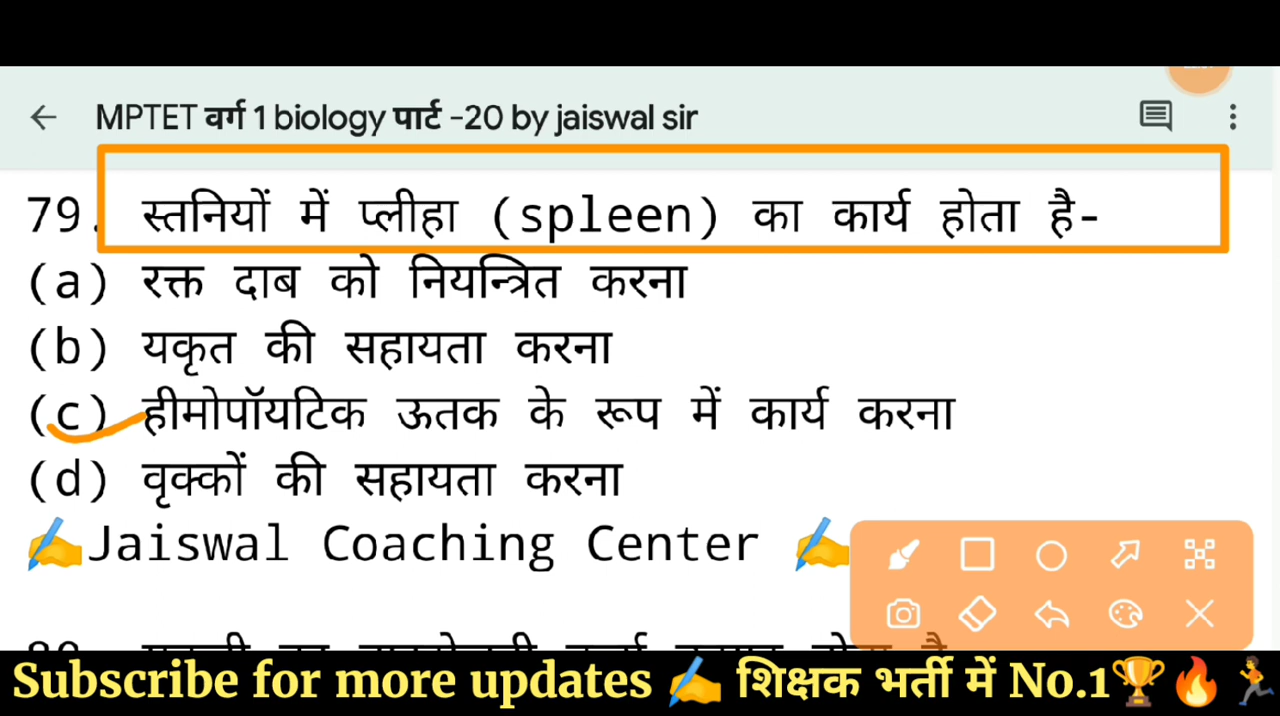 MPTET वर्ग 1 biology पार्ट -20 by jaiswal sir
79. स्तनियों में प्लीहा (spleen) का कार्य होता है-
(a) रक्त दाब को नियन्त्रित करना
(b) यकृत की सहायता करना
(c) हीमोपॉयटिक ऊतक के रूप में कार्य करना
(d) वृक्कों की सहायता करना
✍️Jaiswal Coaching Center ✍️
Subscribe for more updates ✍️ शिक्षक भर्ती में No.1🏆🔥🏃